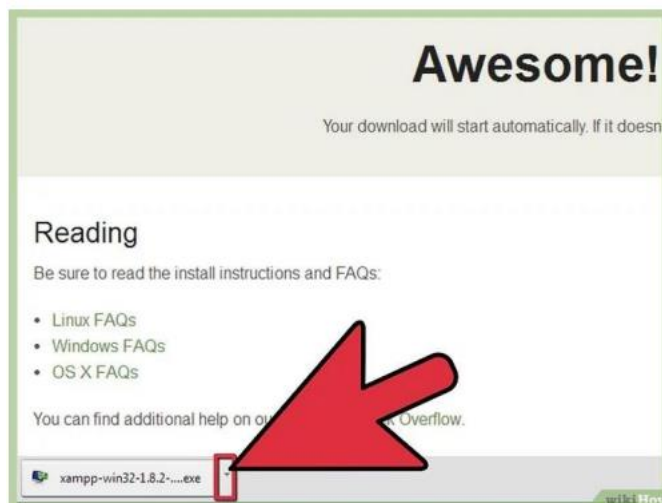 Awesome!
Your download will start automatically. If it doesn
Reading
Be sure to read the install instructions and FAQs:
• Linux FAQs
• Windows FAQs
• OS X FAQs
You can find additional help on Overflow.
xampp-win32-1.8.2-....exe
wikiHow